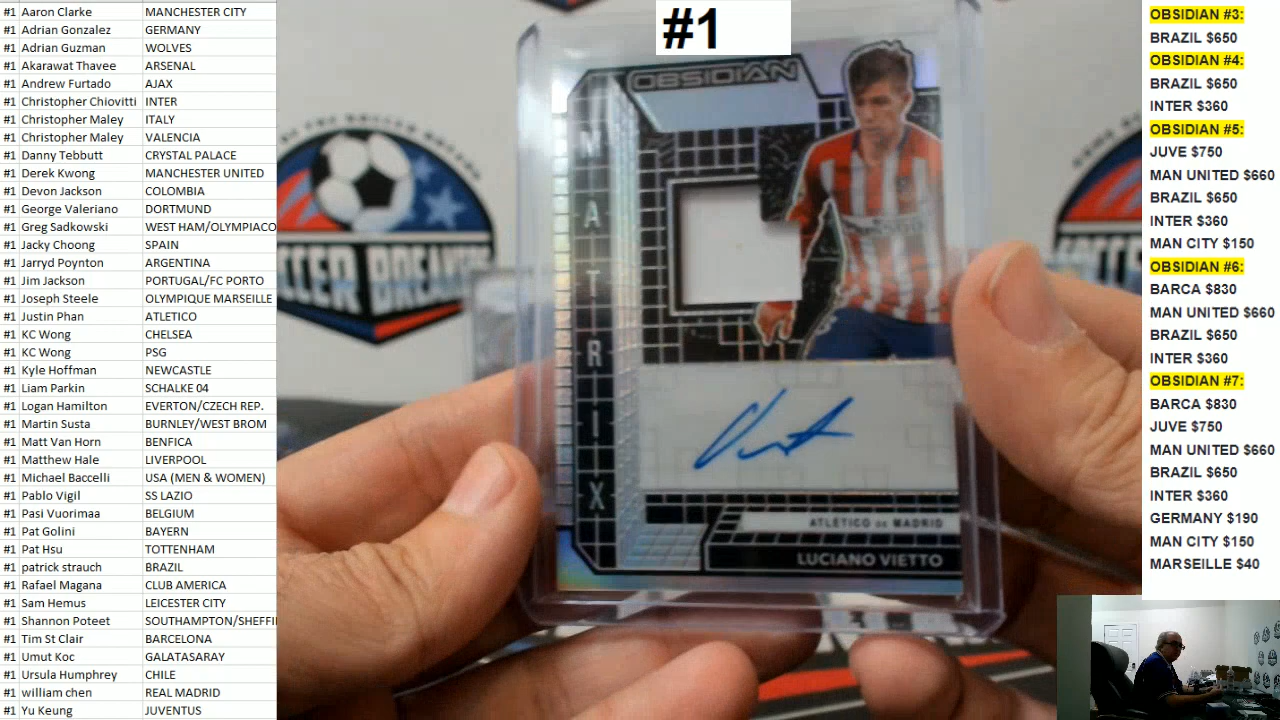 #1 Aaron Clarke MANCHESTER CITY
#1 Adrian Gonzalez GERMANY
#1 Adrian Guzman WOLVES
#1 Akarawat Thavee ARSENAL
#1 Andrew Furtado AJAX
#1 Christopher Chiovitti INTER
#1 Christopher Maley ITALY
#1 Christopher Maley VALENCIA
#1 Danny Tebbutt CRYSTAL PALACE
#1 Derek Kwong MANCHESTER UNITED
#1 Devon Jackson COLOMBIA
#1 George Valeriano DORTMUND
#1 Greg Sadkowski WEST HAM/OLYMPIACO
#1 Jacky Choong SPAIN
#1 Jarryd Poynton ARGENTINA
#1 Jim Jackson PORTUGAL/FC PORTO
#1 Joseph Steele OLYMPIQUE MARSEILLE
#1 Justin Phan ATLETICO
#1 KC Wong CHELSEA
#1 KC Wong PSG
#1 Kyle Hoffman NEWCASTLE
#1 Liam Parkin SCHALKE 04
#1 Logan Hamilton EVERTON/CZECH REP.
#1 Martin Susta BURNLEY/WEST BROM
#1 Matt Van Horn BENFICA
#1 Matthew Hale LIVERPOOL
#1 Michael Baccelli USA (MEN & WOMEN)
#1 Pablo Vigil SS LAZIO
#1 Pasi Vuorimaa BELGIUM
#1 Pat Golini BAYERN
#1 Pat Hsu TOTTENHAM
#1 patrick strauch BRAZIL
#1 Rafael Magana CLUB AMERICA
#1 Sam Hemus LEICESTER CITY
#1 Shannon Poteet SOUTHAMPTON/SHEFFI
#1 Tim St Clair BARCELONA
#1 Umut Koc GALATASARAY
#1 Ursula Humphrey CHILE
#1 william chen REAL MADRID
#1 Yu Keung JUVENTUS
#1
OBSIDIAN
MATRIX
ATLETICO DE MADRID
LUCIANO VIETTO
SOCCER BREAKERS
OBSIDIAN #3:
BRAZIL $650
OBSIDIAN #4:
BRAZIL $650
INTER $360
OBSIDIAN #5:
JUVE $750
MAN UNITED $660
BRAZIL $650
INTER $360
MAN CITY $150
OBSIDIAN #6:
BARCA $830
MAN UNITED $660
BRAZIL $650
INTER $360
OBSIDIAN #7:
BARCA $830
JUVE $750
MAN UNITED $660
BRAZIL $650
INTER $360
GERMANY $190
MAN CITY $150
MARSEILLE $40